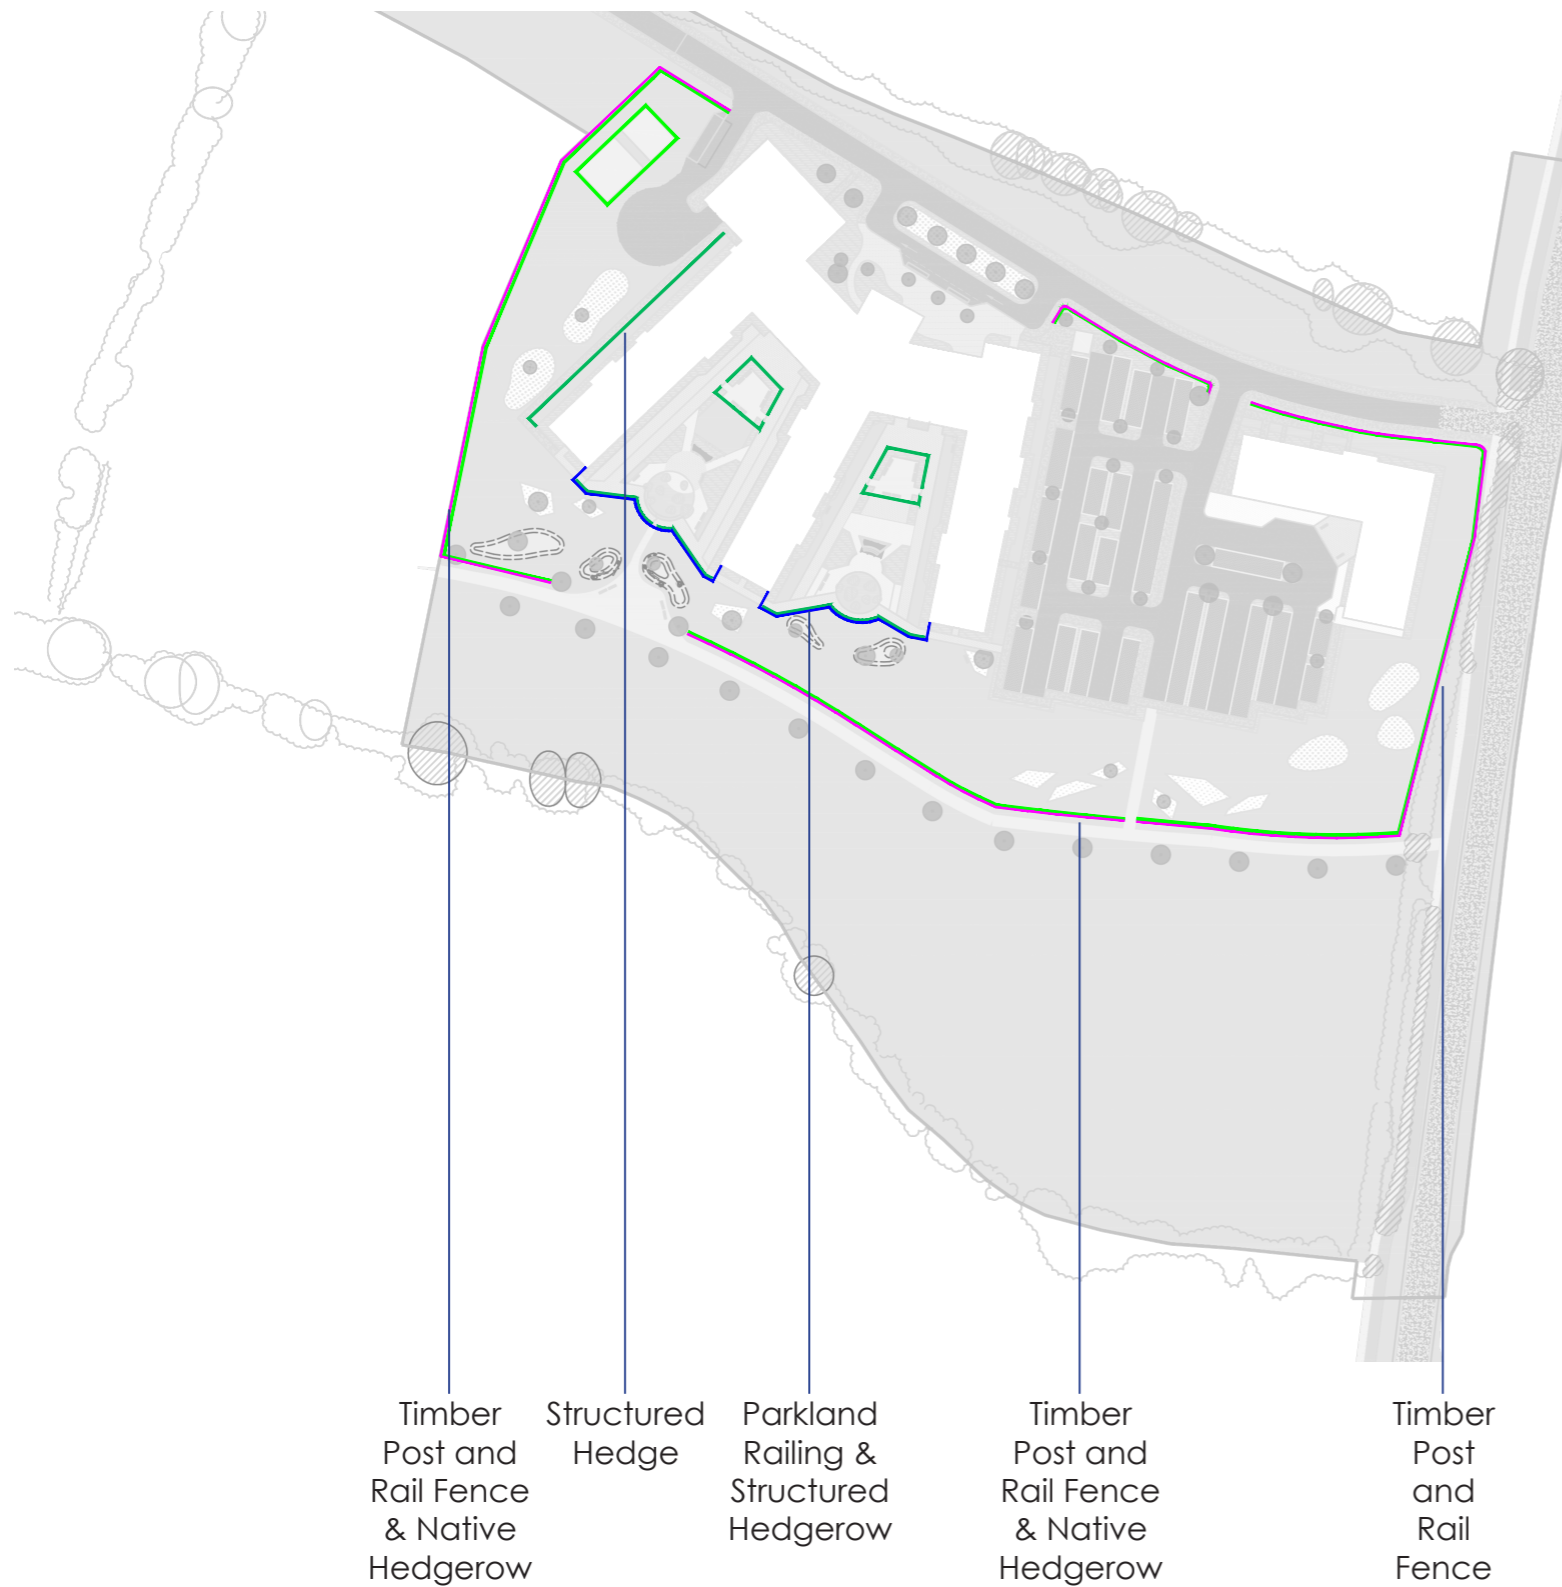 Timber
Post and
Rail Fence
& Native
Hedgerow
Structured
Hedge
Parkland
Railing &
Structured
Hedgerow
Timber
Post and
Rail Fence
& Native
Hedgerow
Timber
Post
and
Rail
Fence